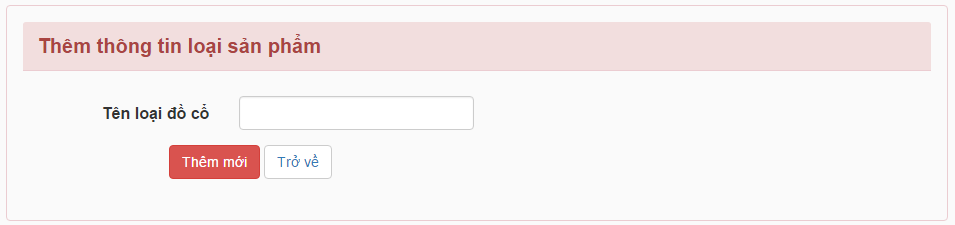 Thêm thông tin loại sản phẩm
Tên loại đồ cổ
Thêm mới Trở về